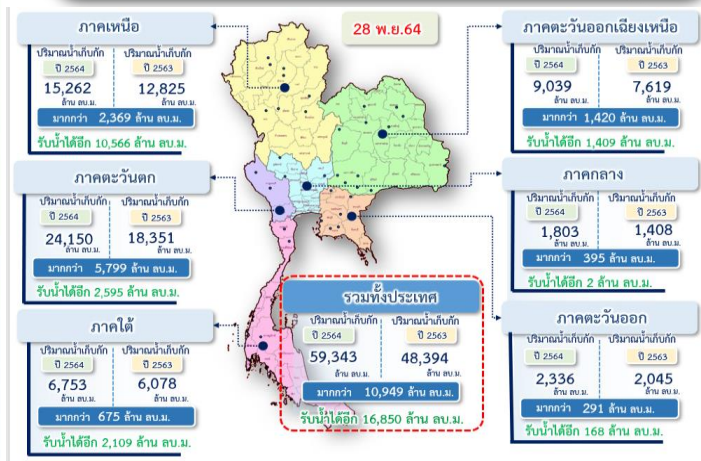 28 พ.ย.64
ภาคเหนือ
ปริมาณน้ำเก็บกัก ปริมาณน้ำเก็บกัก
ปี 2564 ปี 2563
15,262 12,825
ล้าน ลบ.ม. ล้าน ลบ.ม.
มากกว่า 2,369 ล้าน ลบ.ม.
รับน้ำได้อีก 10,566 ล้าน ลบ.ม.
ภาคตะวันออกเฉียงเหนือ
ปริมาณน้ำเก็บกัก ปริมาณน้ำเก็บกัก
ปี 2564 ปี 2563
9,039 7,619
ล้าน ลบ.ม. ล้าน ลบ.ม.
มากกว่า 1,420 ล้าน ลบ.ม.
รับน้ำได้อีก 1,409 ล้าน ลบ.ม.
ภาคตะวันตก
ปริมาณน้ำเก็บกัก ปริมาณน้ำเก็บกัก
ปี 2564 ปี 2563
24,150 18,351
ล้าน ลบ.ม. ล้าน ลบ.ม.
มากกว่า 5,799 ล้าน ลบ.ม.
รับน้ำได้อีก 2,595 ล้าน ลบ.ม.
ภาคกลาง
ปริมาณน้ำเก็บกัก ปริมาณน้ำเก็บกัก
ปี 2564 ปี 2563
1,803 1,408
ล้าน ลบ.ม. ล้าน ลบ.ม.
มากกว่า 395 ล้าน ลบ.ม.
รับน้ำได้อีก 2 ล้าน ลบ.ม.
ภาคใต้
ปริมาณน้ำเก็บกัก ปริมาณน้ำเก็บกัก
ปี 2564 ปี 2563
6,753 6,078
ล้าน ลบ.ม. ล้าน ลบ.ม.
มากกว่า 675 ล้าน ลบ.ม.
รับน้ำได้อีก 2,109 ล้าน ลบ.ม.
รวมทั้งประเทศ
ปริมาณน้ำเก็บกัก ปริมาณน้ำเก็บกัก
ปี 2564 ปี 2563
59,343 48,394
ล้าน ลบ.ม. ล้าน ลบ.ม.
มากกว่า 10,949 ล้าน ลบ.ม.
รับน้ำได้อีก 16,850 ล้าน ลบ.ม.
ภาคตะวันออก
ปริมาณน้ำเก็บกัก ปริมาณน้ำเก็บกัก
ปี 2564 ปี 2563
2,336 2,045
ล้าน ลบ.ม. ล้าน ลบ.ม.
มากกว่า 291 ล้าน ลบ.ม.
รับน้ำได้อีก 168 ล้าน ลบ.ม.